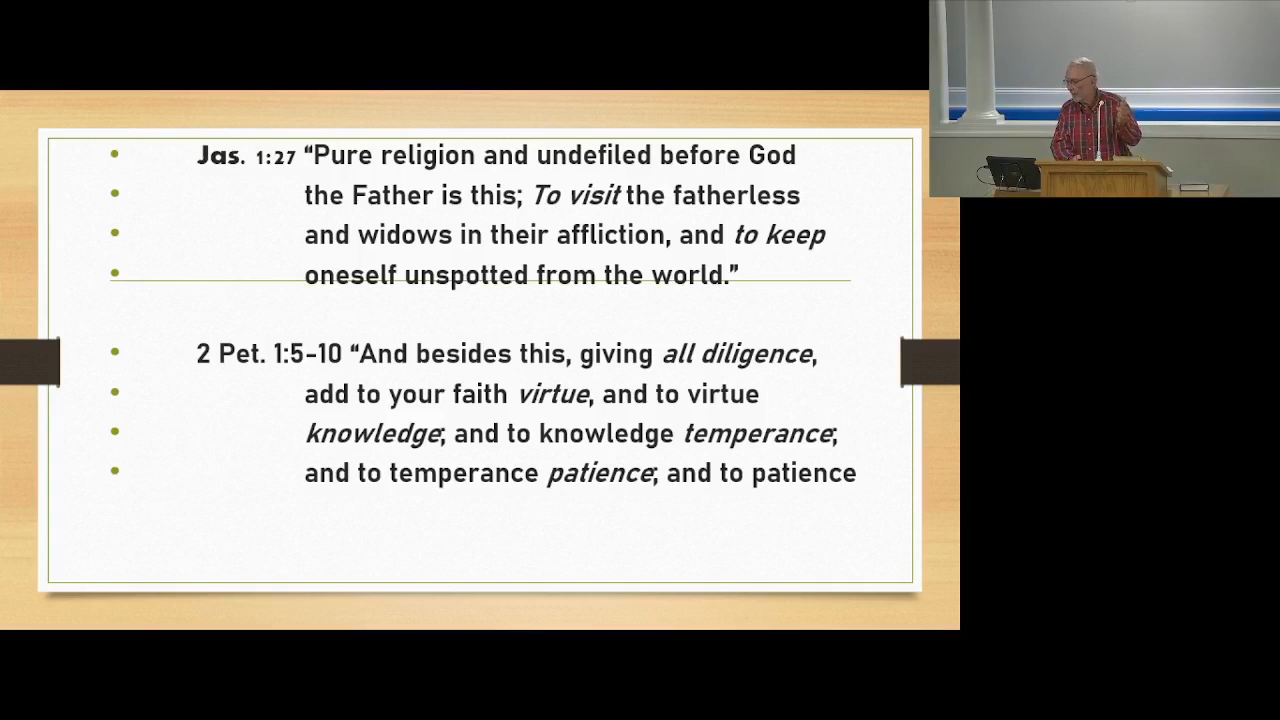 Jas. 1:27 “Pure religion and undefiled before God
the Father is this; To visit the fatherless
and widows in their affliction, and to keep
oneself unspotted from the world.”
2 Pet. 1:5-10 “And besides this, giving all diligence,
add to your faith virtue, and to virtue
knowledge; and to knowledge temperance;
and to temperance patience; and to patience